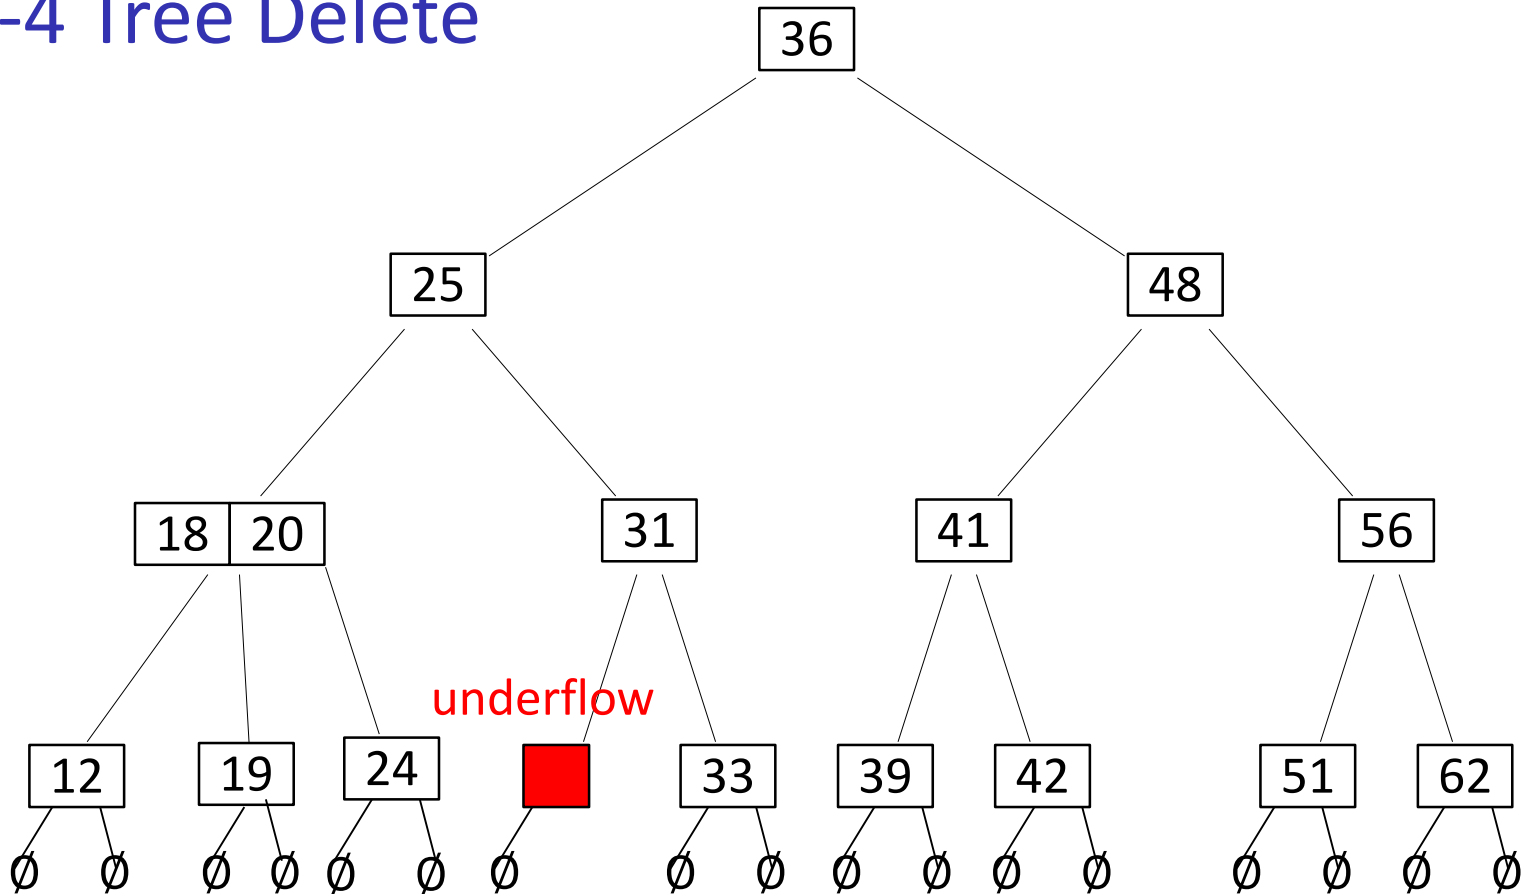 -4 Tree Delete
36
25 48
18 20 31 41 56
underflow
12 19 24 33 39 42 51 62
∅ ∅ ∅ ∅ ∅ ∅ ∅ ∅ ∅ ∅ ∅ ∅ ∅ ∅ ∅ ∅ ∅